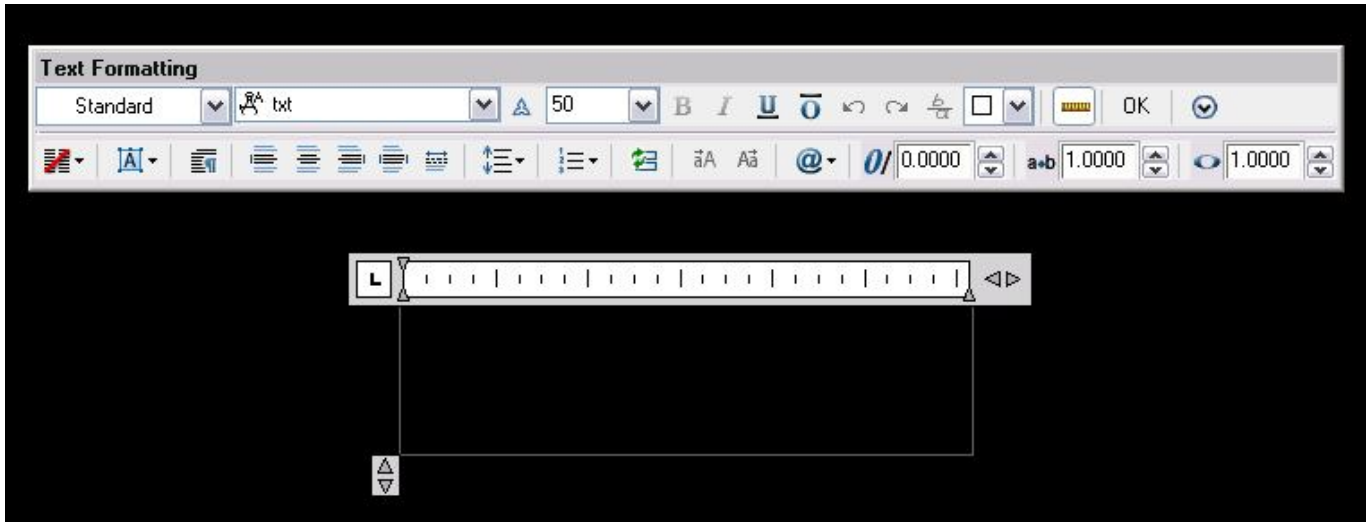 Text Formatting
Standard txt 50 B I U O b/a OK
A āA Aā @ 0/ 0.0000 a•b 1.0000 O 1.0000
L